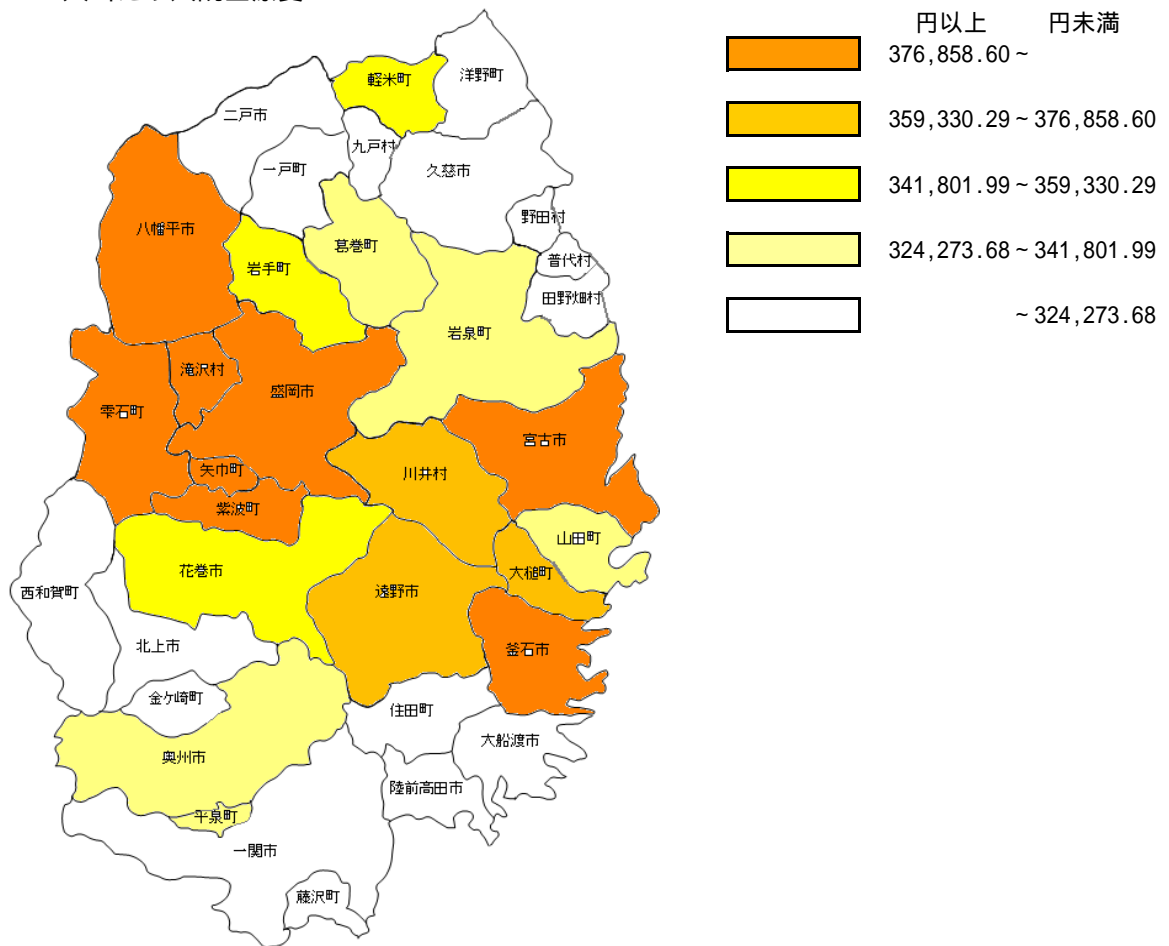 円以上 円未満
376,858.60 ~
359,330.29 ~ 376,858.60
341,801.99 ~ 359,330.29
324,273.68 ~ 341,801.99
~ 324,273.68
軽米町
洋野町
二戸市
九戸村
一戸町
久慈市
野田村
八幡平市
葛巻町
普代村
岩手町
田野畑村
岩泉町
滝沢村
盛岡市
雫石町
宮古市
矢巾町
川井村
紫波町
山田町
花巻市
大槌町
西和賀町
遠野市
北上市
釜石市
金ケ崎町
住田町
大船渡市
奥州市
陸前高田市
平泉町
一関市
藤沢町